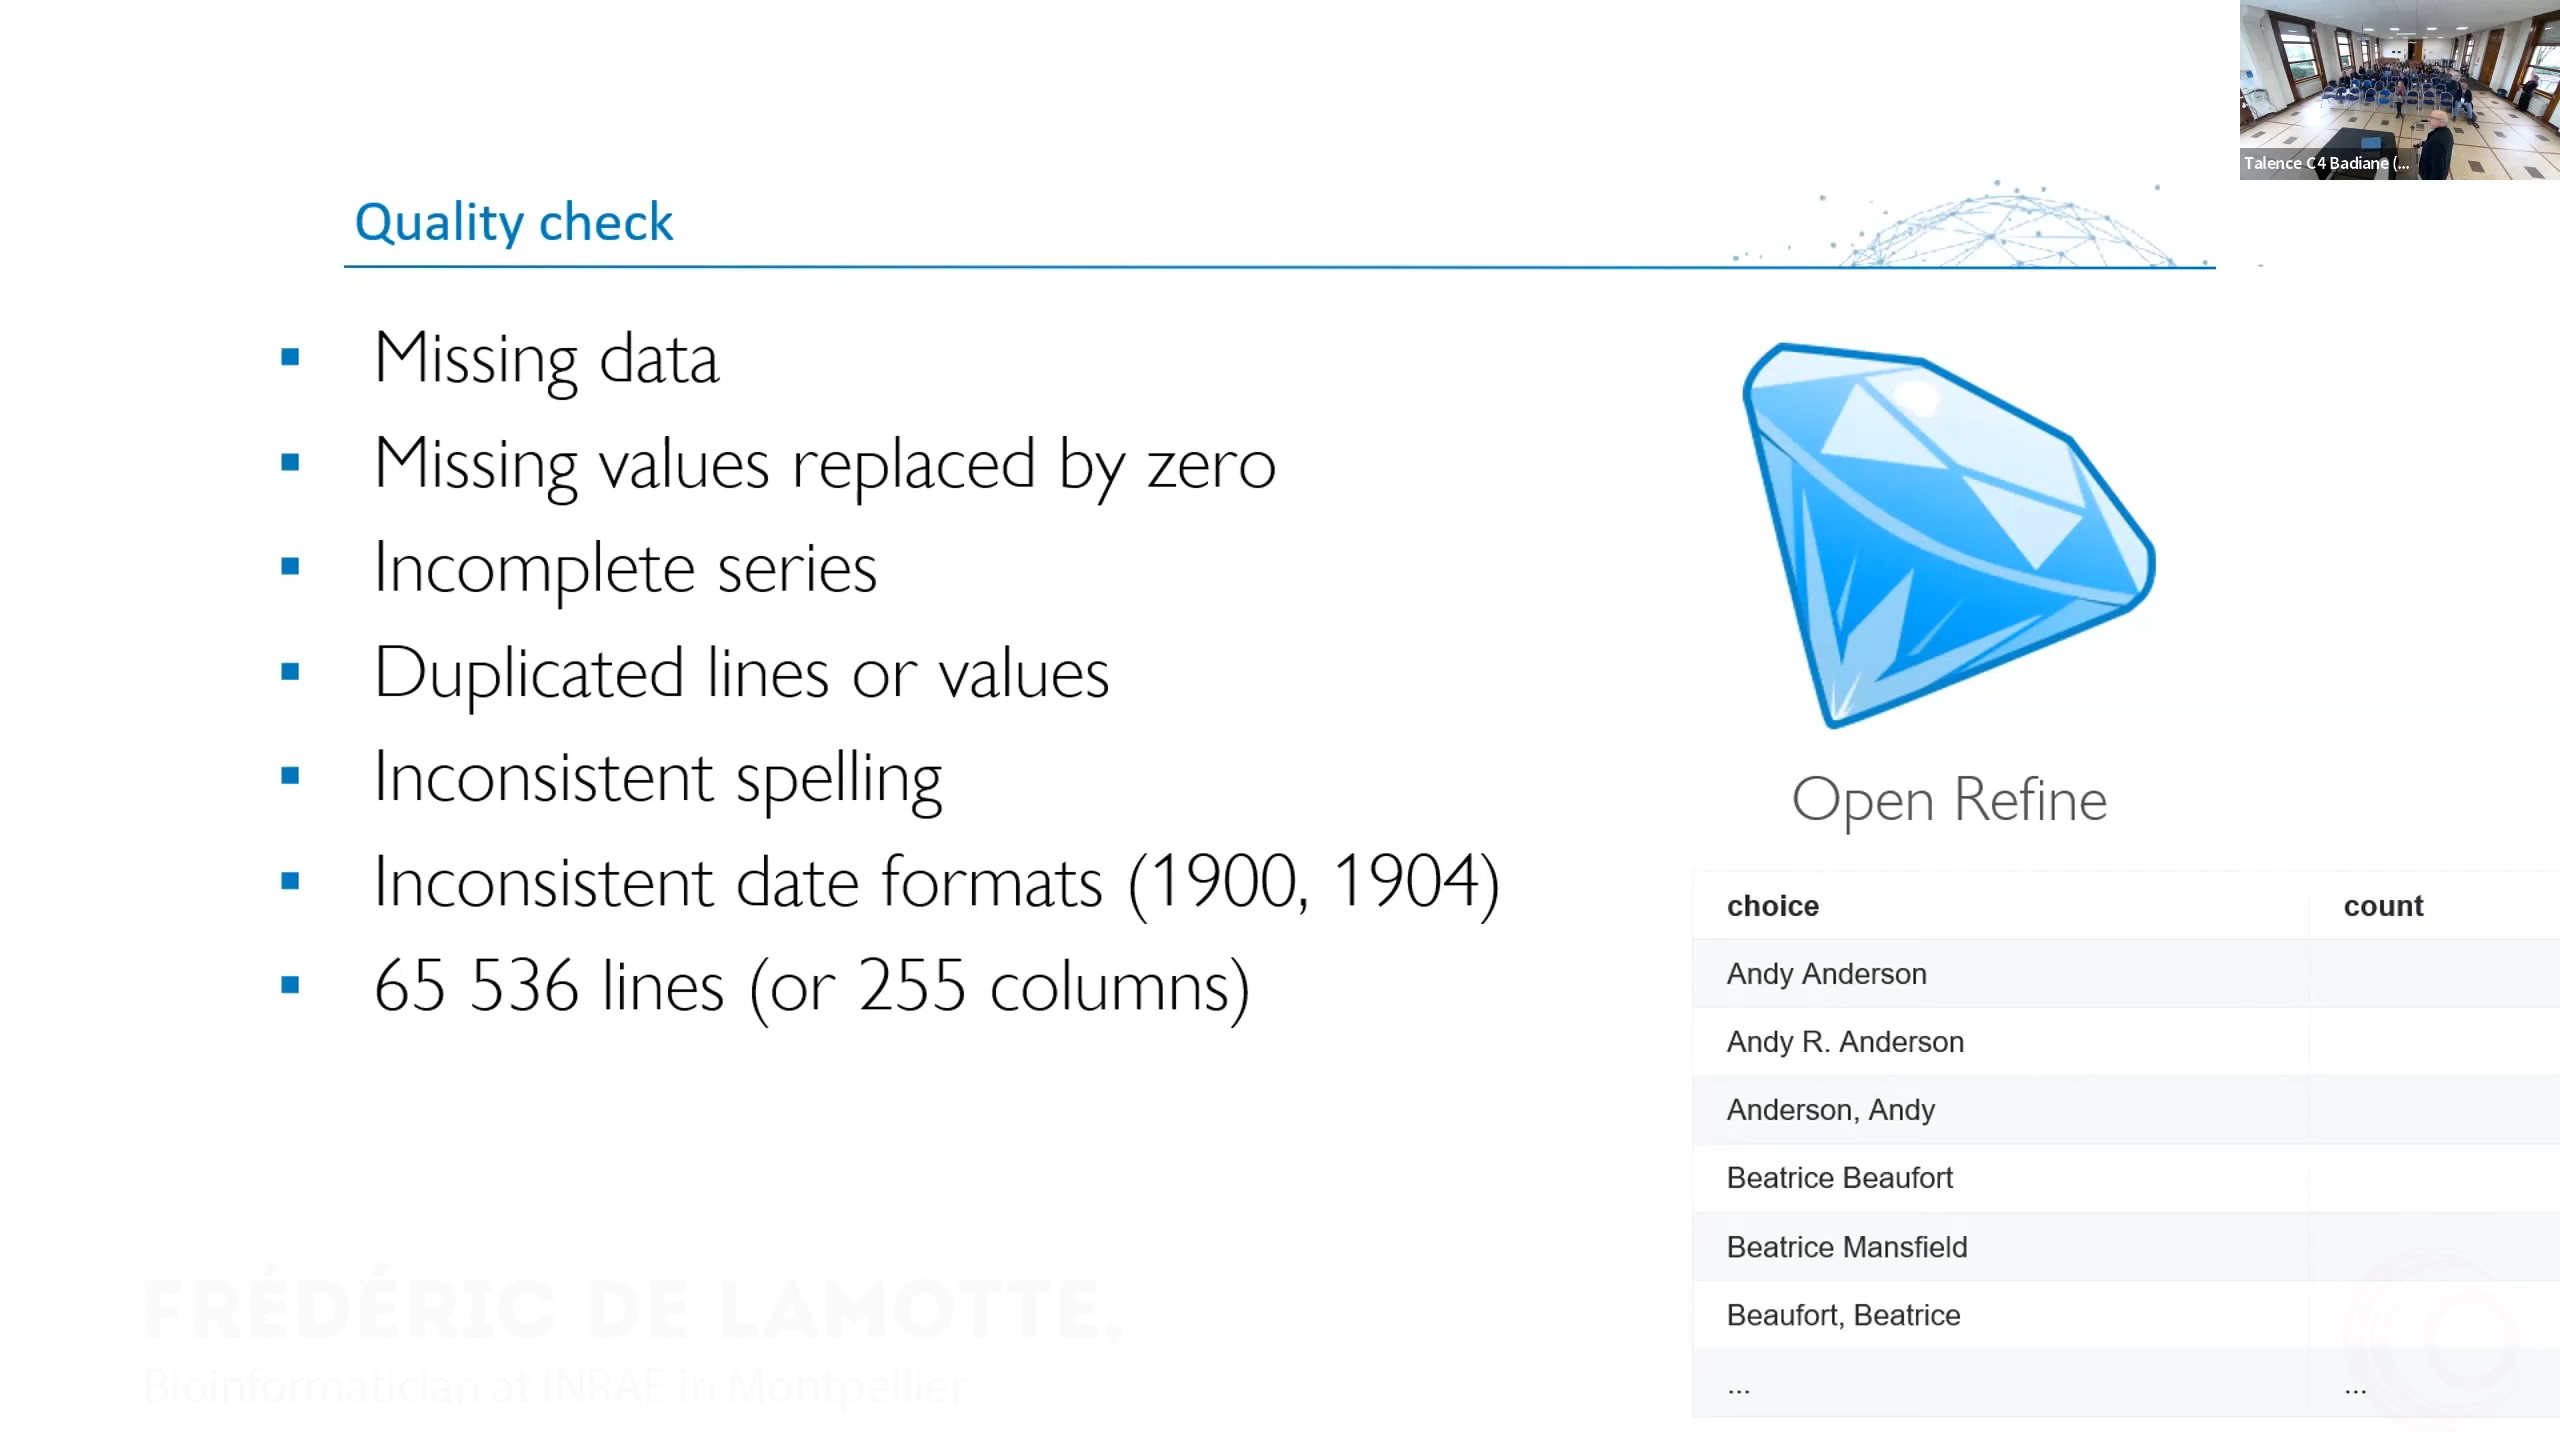 Talence C4 Badiane (...
Quality check
Missing data
Missing values replaced by zero
Incomplete series
Duplicated lines or values
Inconsistent spelling
Inconsistent date formats (1900, 1904)
65 536 lines (or 255 columns)
Open Refine
choice count
Andy Anderson
Andy R. Anderson
Anderson, Andy
Beatrice Beaufort
Beatrice Mansfield
Beaufort, Beatrice
... ...
FRÉDÉRIC DE LAMOTTE,
Bioinformatician at INRAE in Montpellier